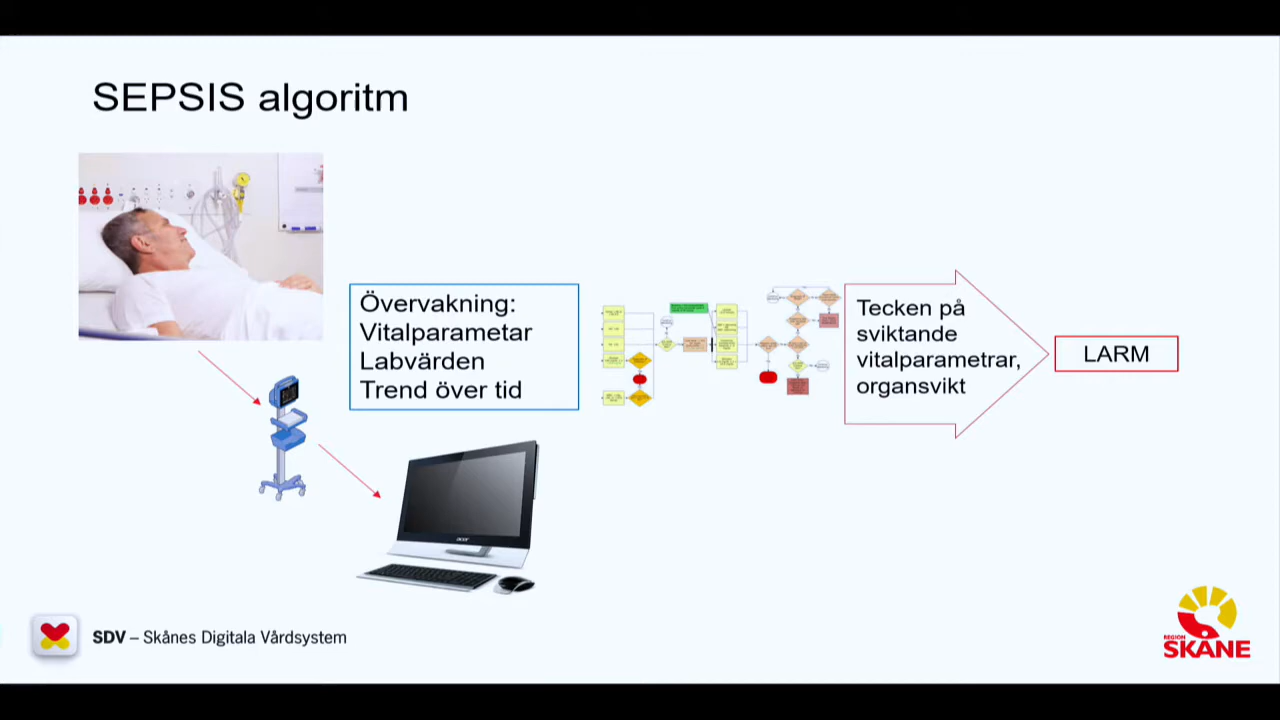 SEPSIS algoritm
Övervakning:
Vitalparametar
Labvärden
Trend över tid
Tecken på
sviktande
vitalparametrar,
organsvikt
LARM
acer
SDV – Skånes Digitala Vårdsystem
REGION
SKÅNE